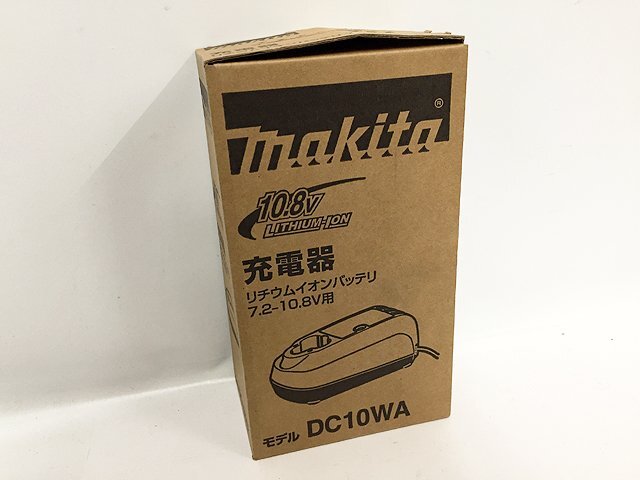 makita®
10.8V
LITHIUM-ION
充電器
リチウムイオンバッテリ
7.2-10.8V用
モデル DC10WA